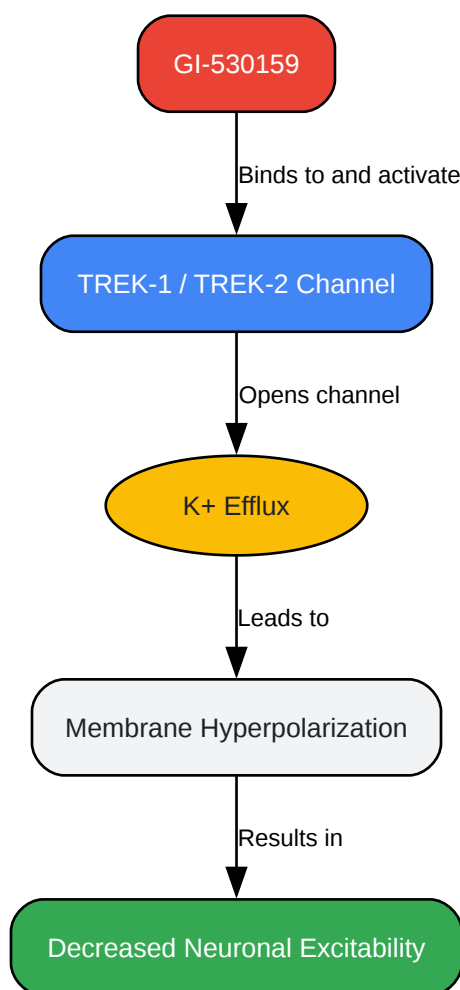 GI-530159
Binds to and activate
TREK-1 / TREK-2 Channel
Opens channel
K+ Efflux
Leads to
Membrane Hyperpolarization
Results in
Decreased Neuronal Excitability